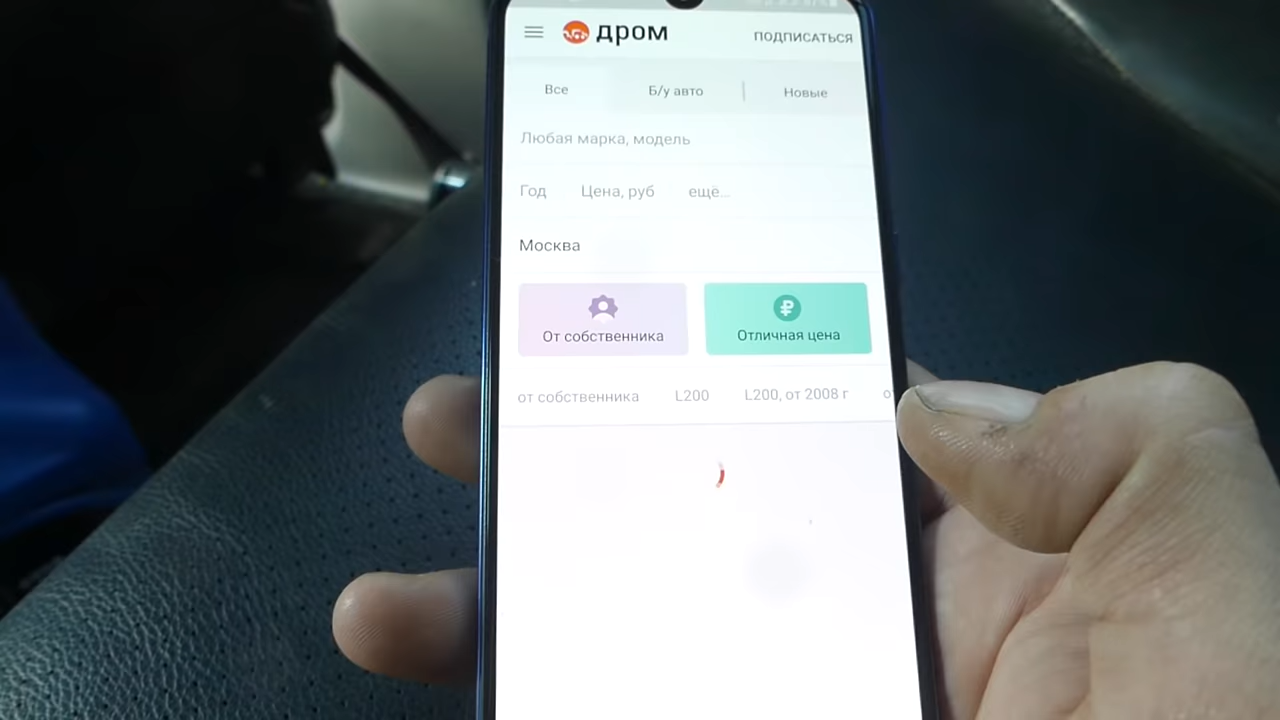 дром
ПОДПИСАТЬСЯ
Все Б/у авто Новые
Любая марка, модель
Год Цена, руб ещё...
Москва
От собственника Отличная цена
от собственника L200 L200, от 2008 г о